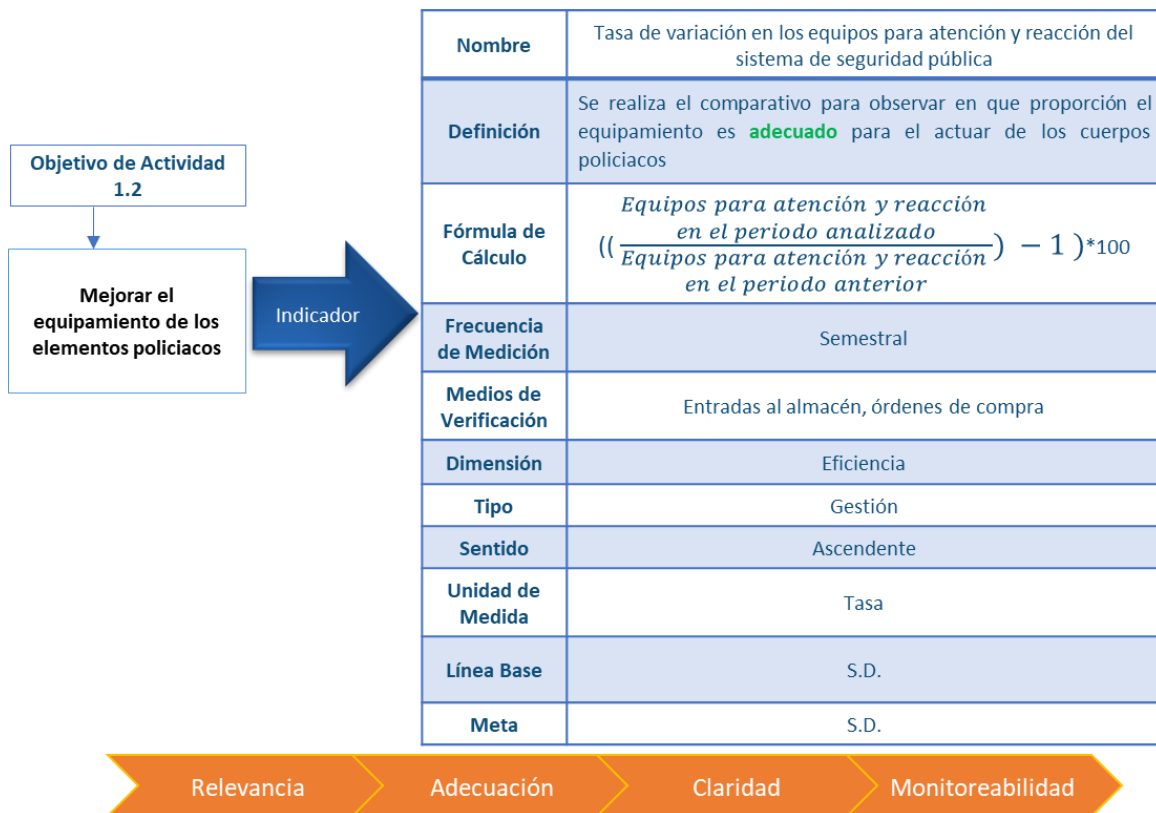 Objetivo de Actividad
1.2
Mejorar el
equipamiento de los
elementos policiacos
Indicador
Nombre
Tasa de variación en los equipos para atención y reacción del
sistema de seguridad pública
Definición
Se realiza el comparativo para observar en que proporción el
equipamiento es adecuado para el actuar de los cuerpos
policiacos
Fórmula de
Cálculo
Equipos para atención y reacción
en el periodo analizado
(( ) − 1 )*100
Equipos para atención y reacción
en el periodo anterior
Frecuencia
de Medición
Semestral
Medios de
Verificación
Entradas al almacén, órdenes de compra
Dimensión
Eficiencia
Tipo
Gestión
Sentido
Ascendente
Unidad de
Medida
Tasa
Línea Base
S.D.
Meta
S.D.
Relevancia
Adecuación
Claridad
Monitoreabilidad